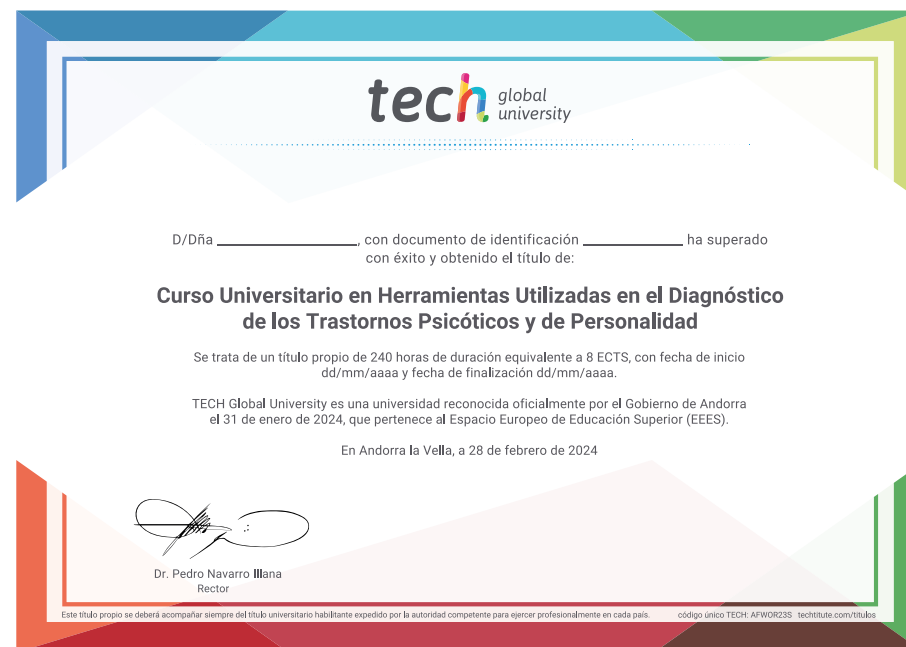 tech global university
D/Dña ____________________, con documento de identificación ______________ ha superado
con éxito y obtenido el título de:
Curso Universitario en Herramientas Utilizadas en el Diagnóstico
de los Trastornos Psicóticos y de Personalidad
Se trata de un título propio de 240 horas de duración equivalente a 8 ECTS, con fecha de inicio
dd/mm/aaaa y fecha de finalización dd/mm/aaaa.
TECH Global University es una universidad reconocida oficialmente por el Gobierno de Andorra
el 31 de enero de 2024, que pertenece al Espacio Europeo de Educación Superior (EEES).
En Andorra la Vella, a 28 de febrero de 2024
Dr. Pedro Navarro Illana
Rector
Este título propio se deberá acompañar siempre del título universitario habilitante expedido por la autoridad competente para ejercer profesionalmente en cada país. código único TECH: AFWOR23S techtitute.com/titulos